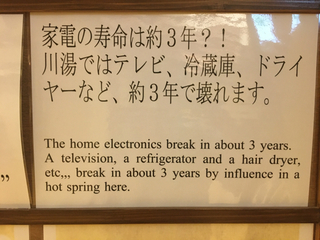 家電の寿命は約３年？！
川湯ではテレビ、冷蔵庫、ドライ
ヤーなど、約３年で壊れます。
The home electronics break in about 3 years.
A television, a refrigerator and a hair dryer,
etc,,, break in about 3 years by influence in a
hot spring here.
”